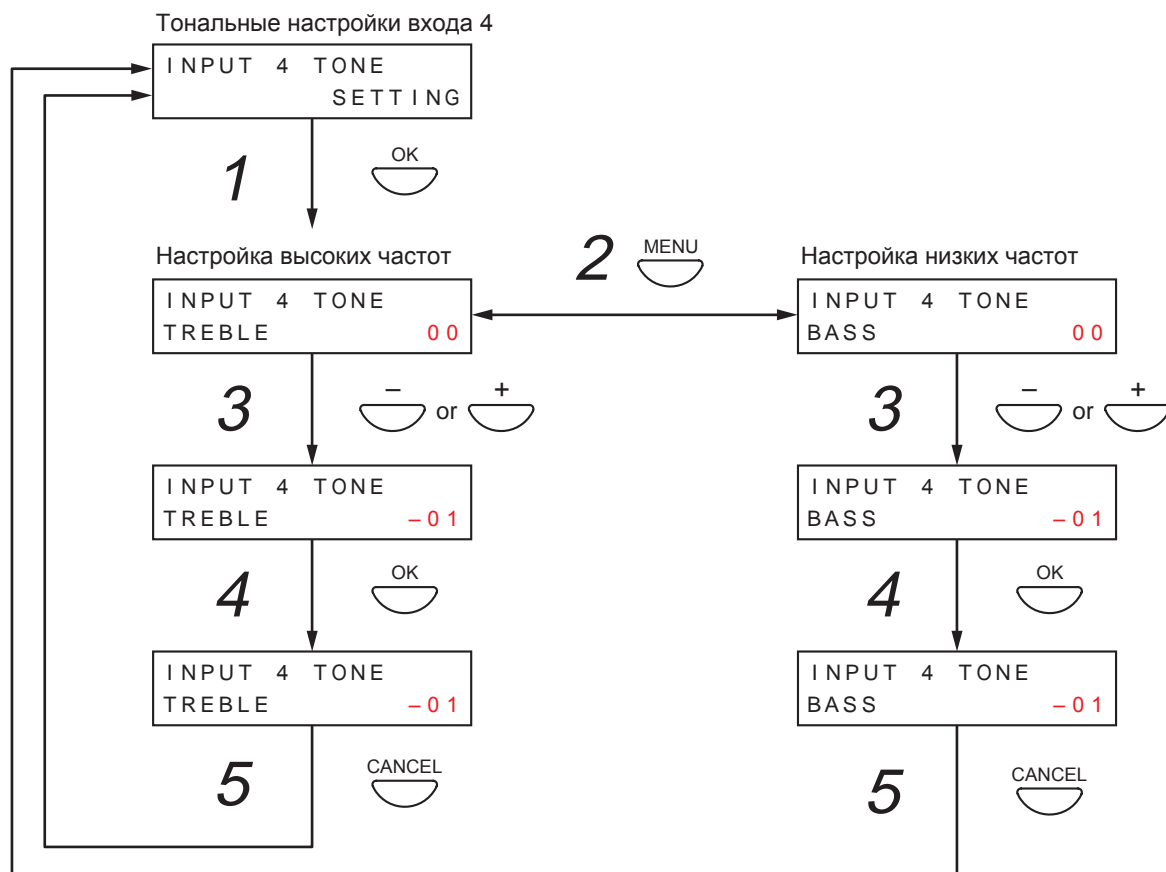 Тональные настройки входа 4
INPUT 4 TONE
SETTING
1
OK
Настройка высоких частот
INPUT 4 TONE
TREBLE 00
2 MENU
Настройка низких частот
INPUT 4 TONE
BASS 00
3
– or +
3
– or +
INPUT 4 TONE
TREBLE –01
INPUT 4 TONE
BASS –01
4
OK
4
OK
INPUT 4 TONE
TREBLE –01
INPUT 4 TONE
BASS –01
5
CANCEL
5
CANCEL